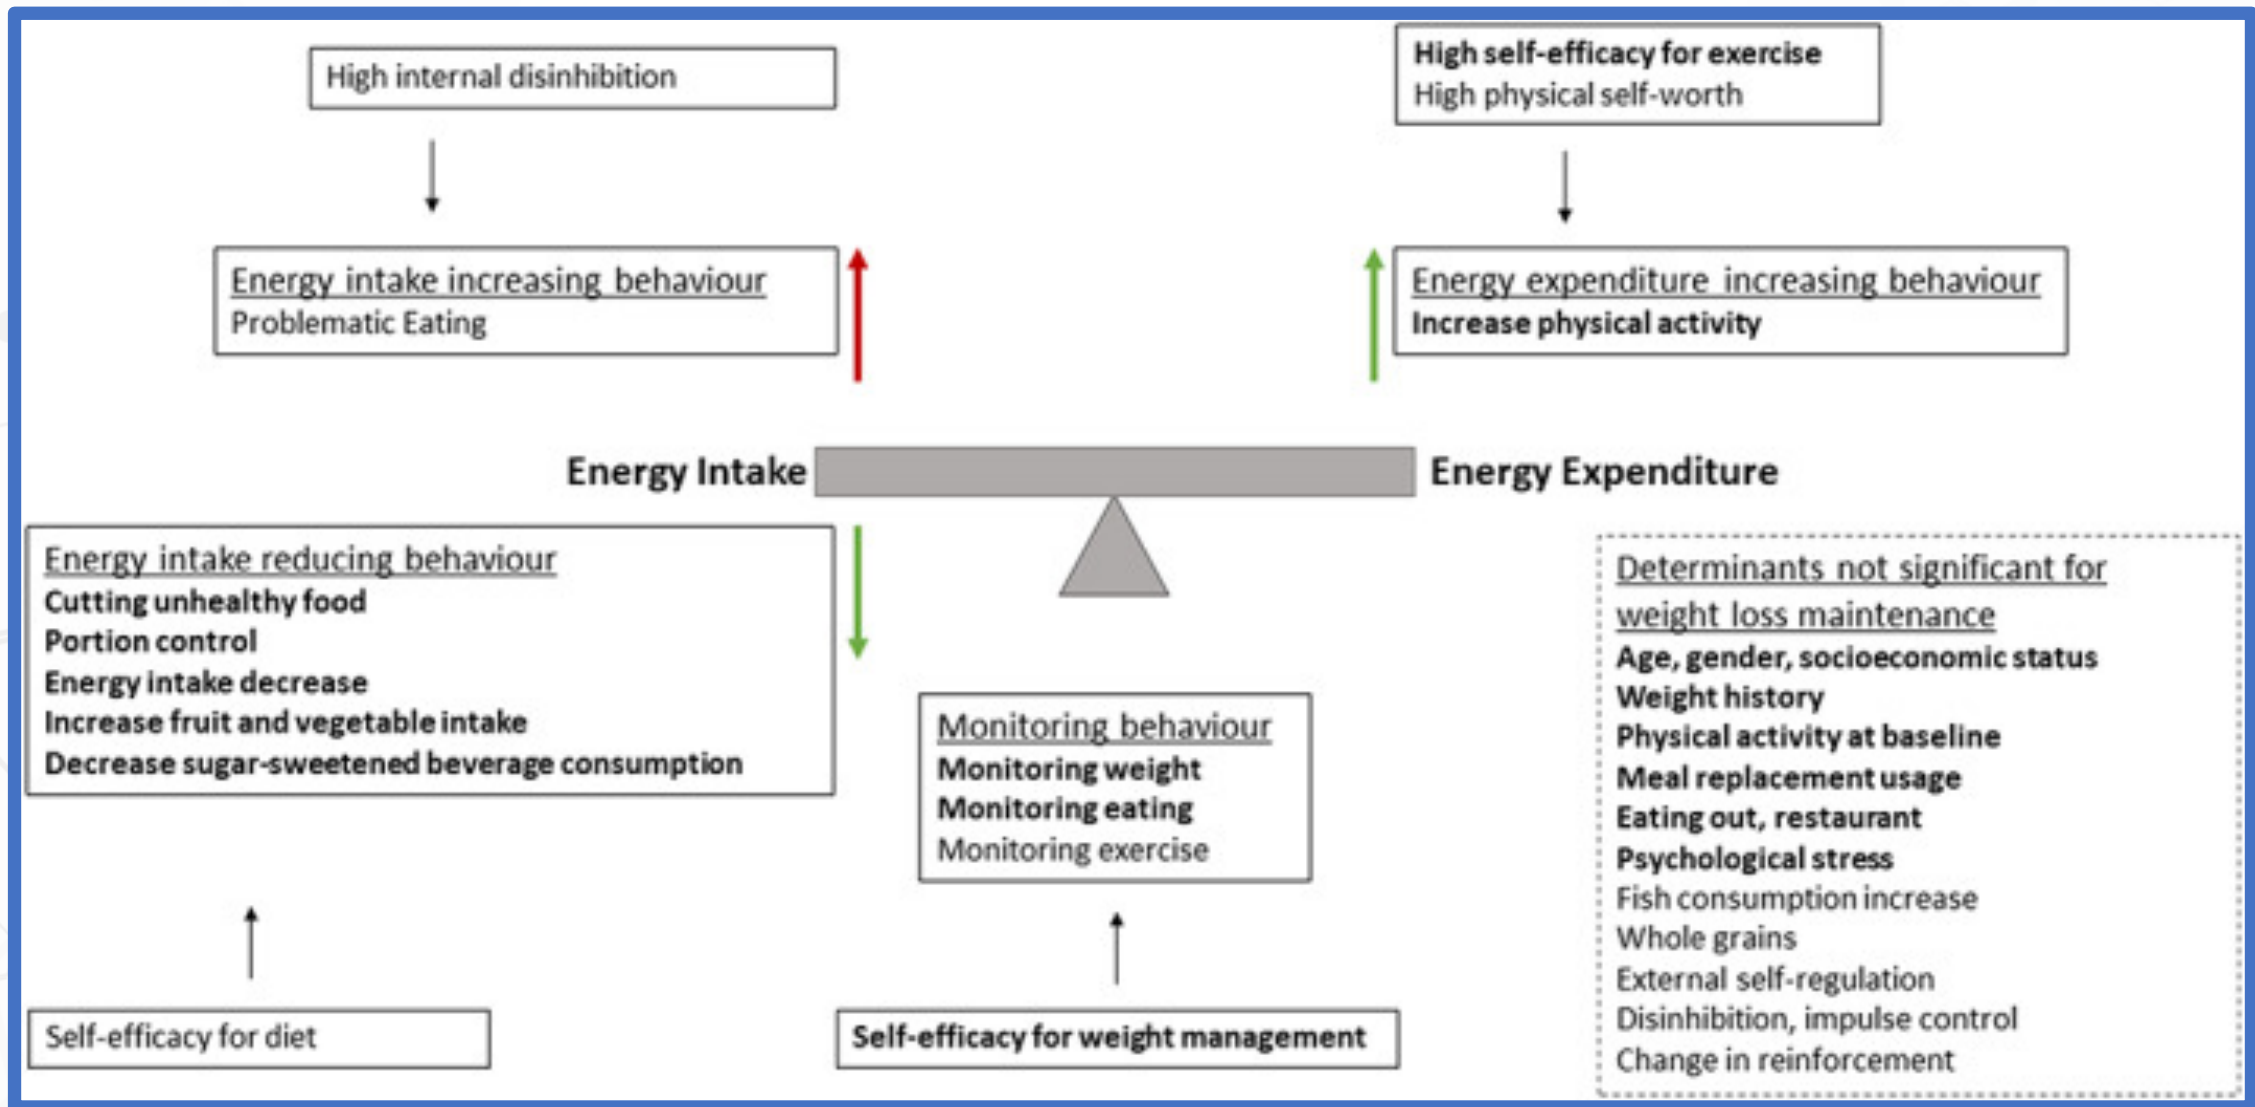 High internal disinhibition
High self-efficacy for exercise
High physical self-worth
Energy intake increasing behaviour
Problematic Eating
Energy expenditure increasing behaviour
Increase physical activity
Energy Intake
Energy Expenditure
Energy intake reducing behaviour
Cutting unhealthy food
Portion control
Energy intake decrease
Increase fruit and vegetable intake
Decrease sugar-sweetened beverage consumption
Monitoring behaviour
Monitoring weight
Monitoring eating
Monitoring exercise
Determinants not significant for
weight loss maintenance
Age, gender, socioeconomic status
Weight history
Physical activity at baseline
Meal replacement usage
Eating out, restaurant
Psychological stress
Fish consumption increase
Whole grains
External self-regulation
Disinhibition, impulse control
Change in reinforcement
Self-efficacy for diet
Self-efficacy for weight management